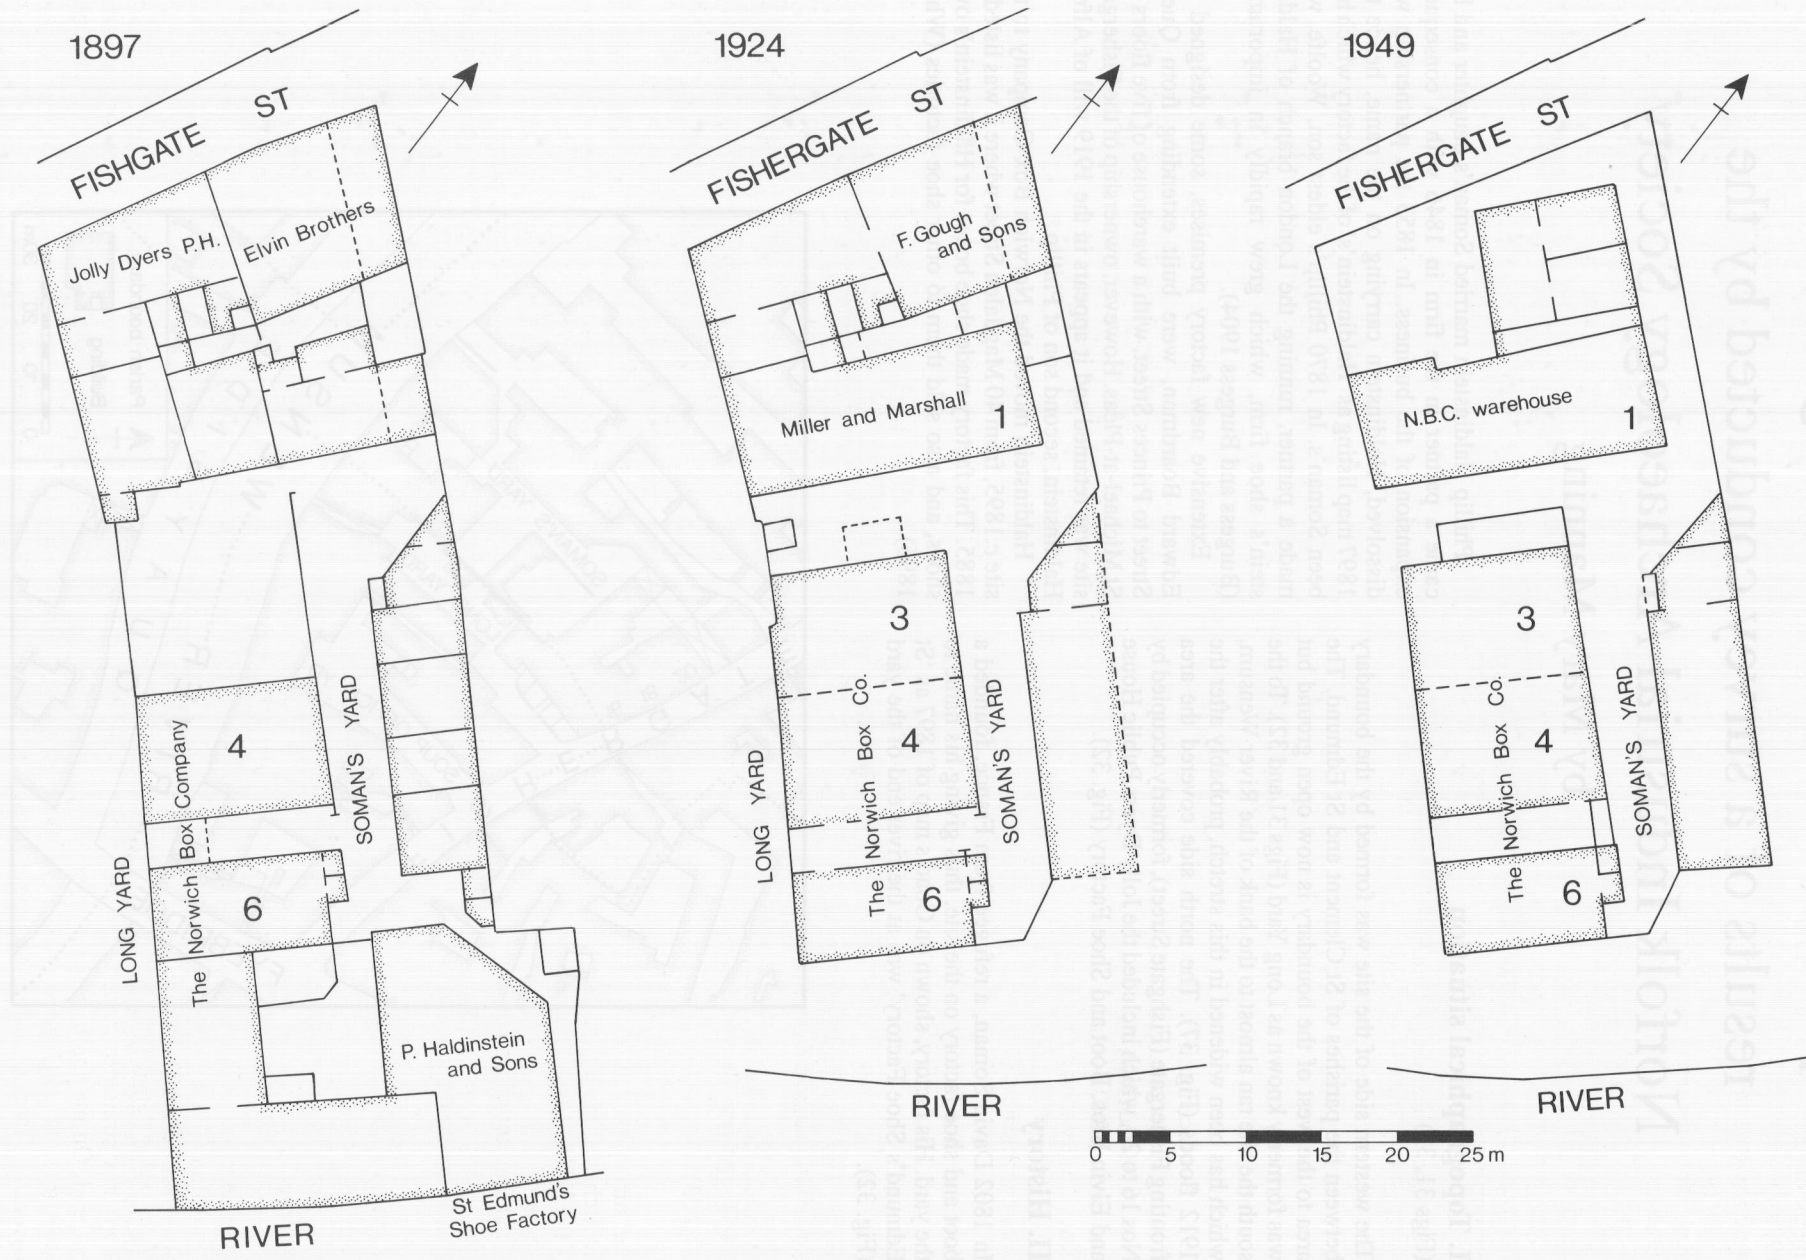 1897
FISHGATE ST
Jolly Dyers P.H.
Elvin Brothers
4
The Norwich Box Company
SOMAN'S YARD
LONG YARD
6
P. Haldinstein
and Sons
St Edmund's
Shoe Factory
RIVER
1924
FISHERGATE ST
F. Gough
and Sons
Miller and Marshall
1
3
4
The Norwich Box Co.
SOMAN'S YARD
LONG YARD
6
RIVER
1949
FISHERGATE ST
N.B.C. warehouse
1
3
4
The Norwich Box Co.
SOMAN'S YARD
6
RIVER
0 5 10 15 20 25 m